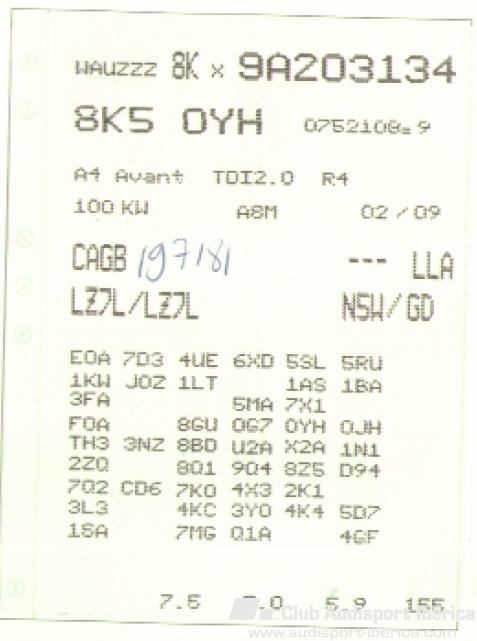 WAUZZZ 8K x 9A203134
8K5 0YH 0752108= 9
A4 Avant TDI2.0 R4
100 KW A8M 02 / 09
CAGB 197181 --- LLA
LZ7L/LZ7L N5W/GD
E0A 7D3 4UE 6XD 5SL 5RU
1KW J0Z 1LT 1AS 1BA
3FA 5MA 7X1
F0A 8GU 0G7 0YH 0JH
TH3 3NZ 8BD U2A X2A 1N1
2ZQ 8Q1 9Q4 8Z5 D94
7Q2 CD6 7K0 4X3 2K1
3L3 4KC 3Y0 4K4 5D7
1SA 7MG Q1A 4GF
7.5 5.9 155
Club Audisport Iberica
www.audisport-iberica.com